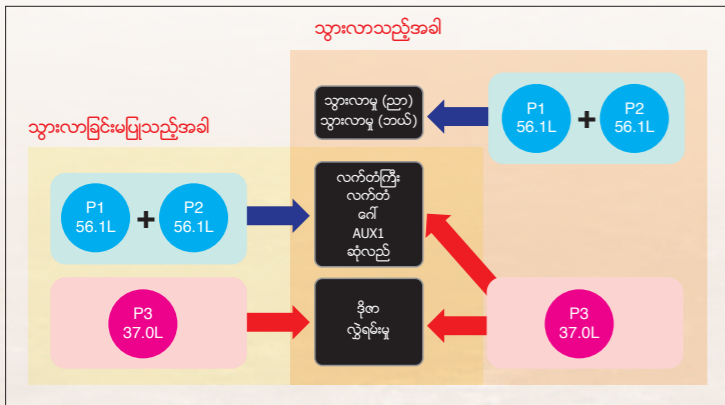 သွားလာသည့်အခါ
သွားလာမှု (ညာ)
သွားလာမှု (ဘယ်)
P1
56.1L
+
P2
56.1L
သွားလာခြင်းမပြုသည့်အခါ
P1
56.1L
+
P2
56.1L
လက်တံကြီး
လက်တံ
ဂေါ်
AUX1
ဆုံလည်
P3
37.0L
ဒိုဇာ
လွှဲရမ်းမှု
P3
37.0L